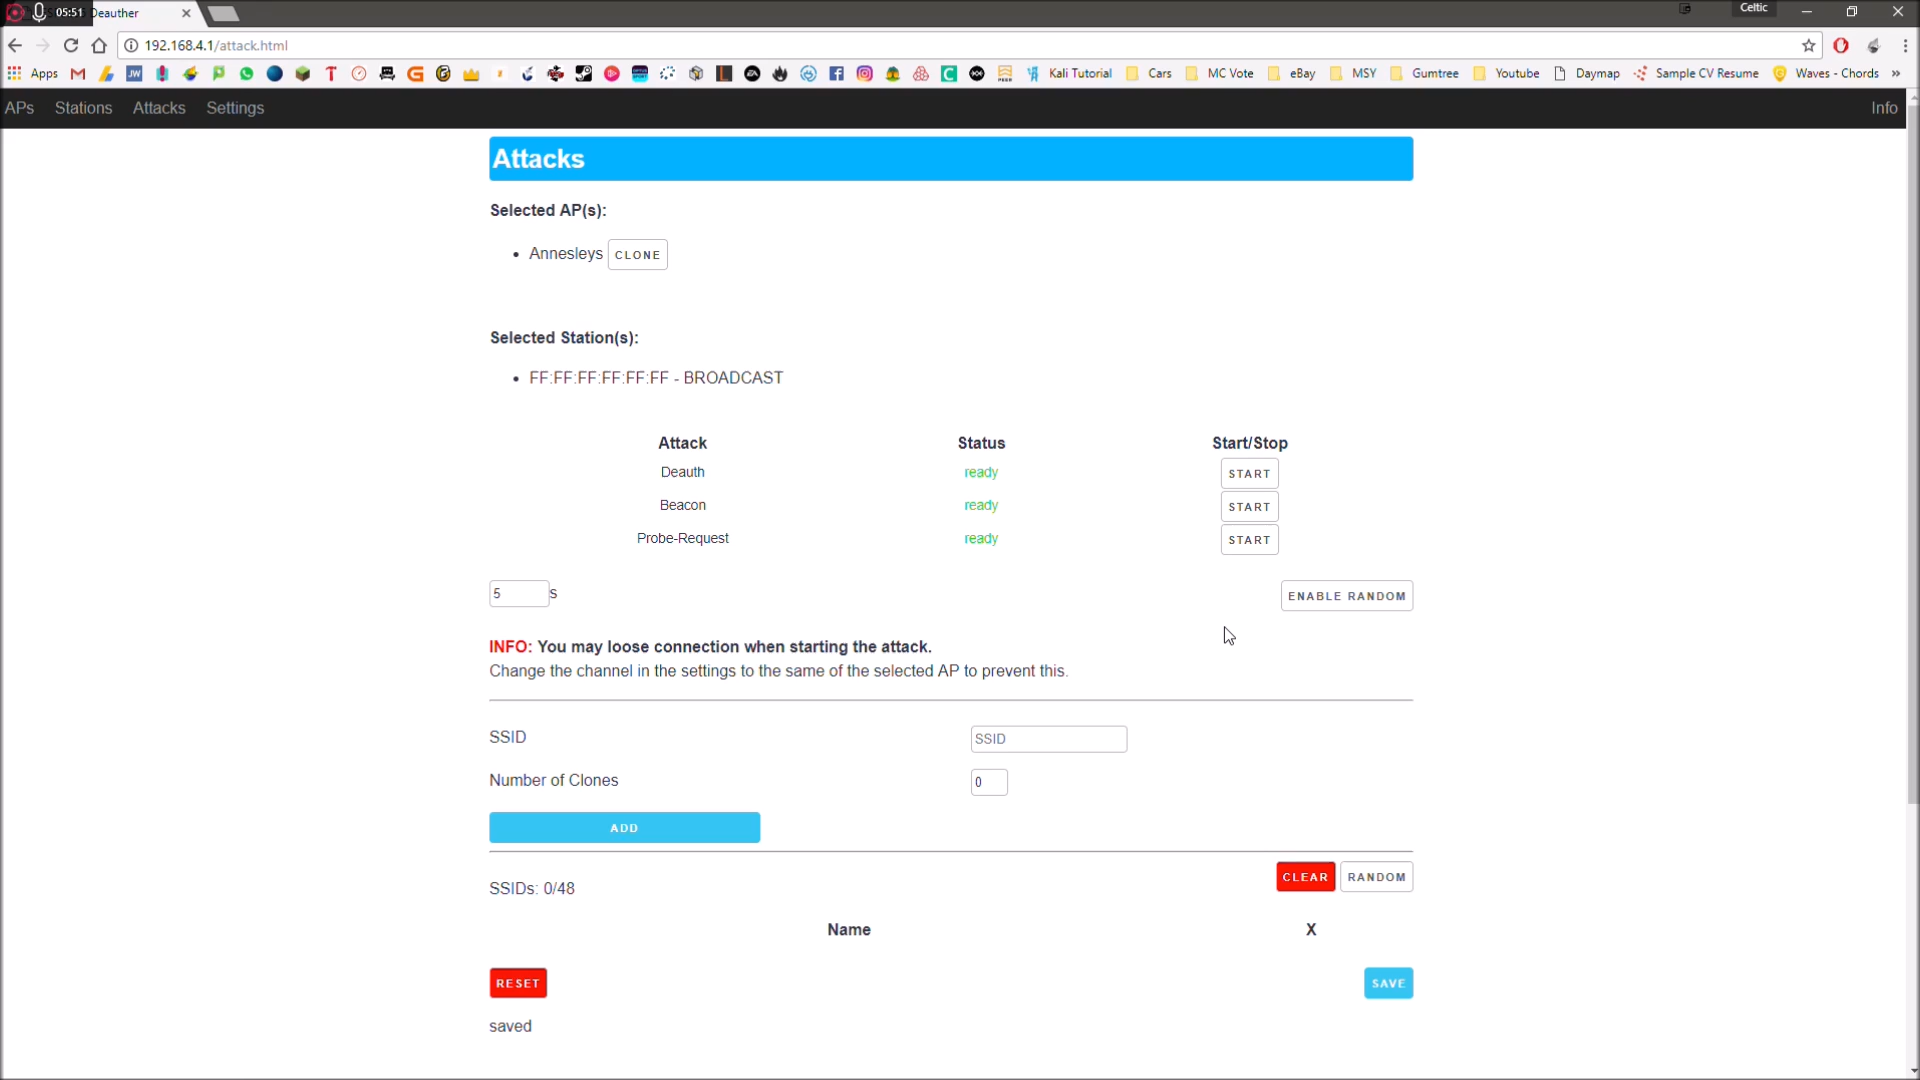 05:51 Deauther
Celtic
192.168.4.1/attack.html
Apps Kali Tutorial Cars MC Vote eBay MSY Gumtree Youtube Daymap Sample CV Resume Waves - Chords »
APs Stations Attacks Settings Info
Attacks
Selected AP(s):
• Annesleys CLONE
Selected Station(s):
• FF:FF:FF:FF:FF:FF - BROADCAST
Attack Status Start/Stop
Deauth ready START
Beacon ready START
Probe-Request ready START
5 s ENABLE RANDOM
INFO: You may loose connection when starting the attack.
Change the channel in the settings to the same of the selected AP to prevent this.
SSID SSID
Number of Clones 0
ADD
SSIDs: 0/48 CLEAR RANDOM
Name X
RESET SAVE
saved